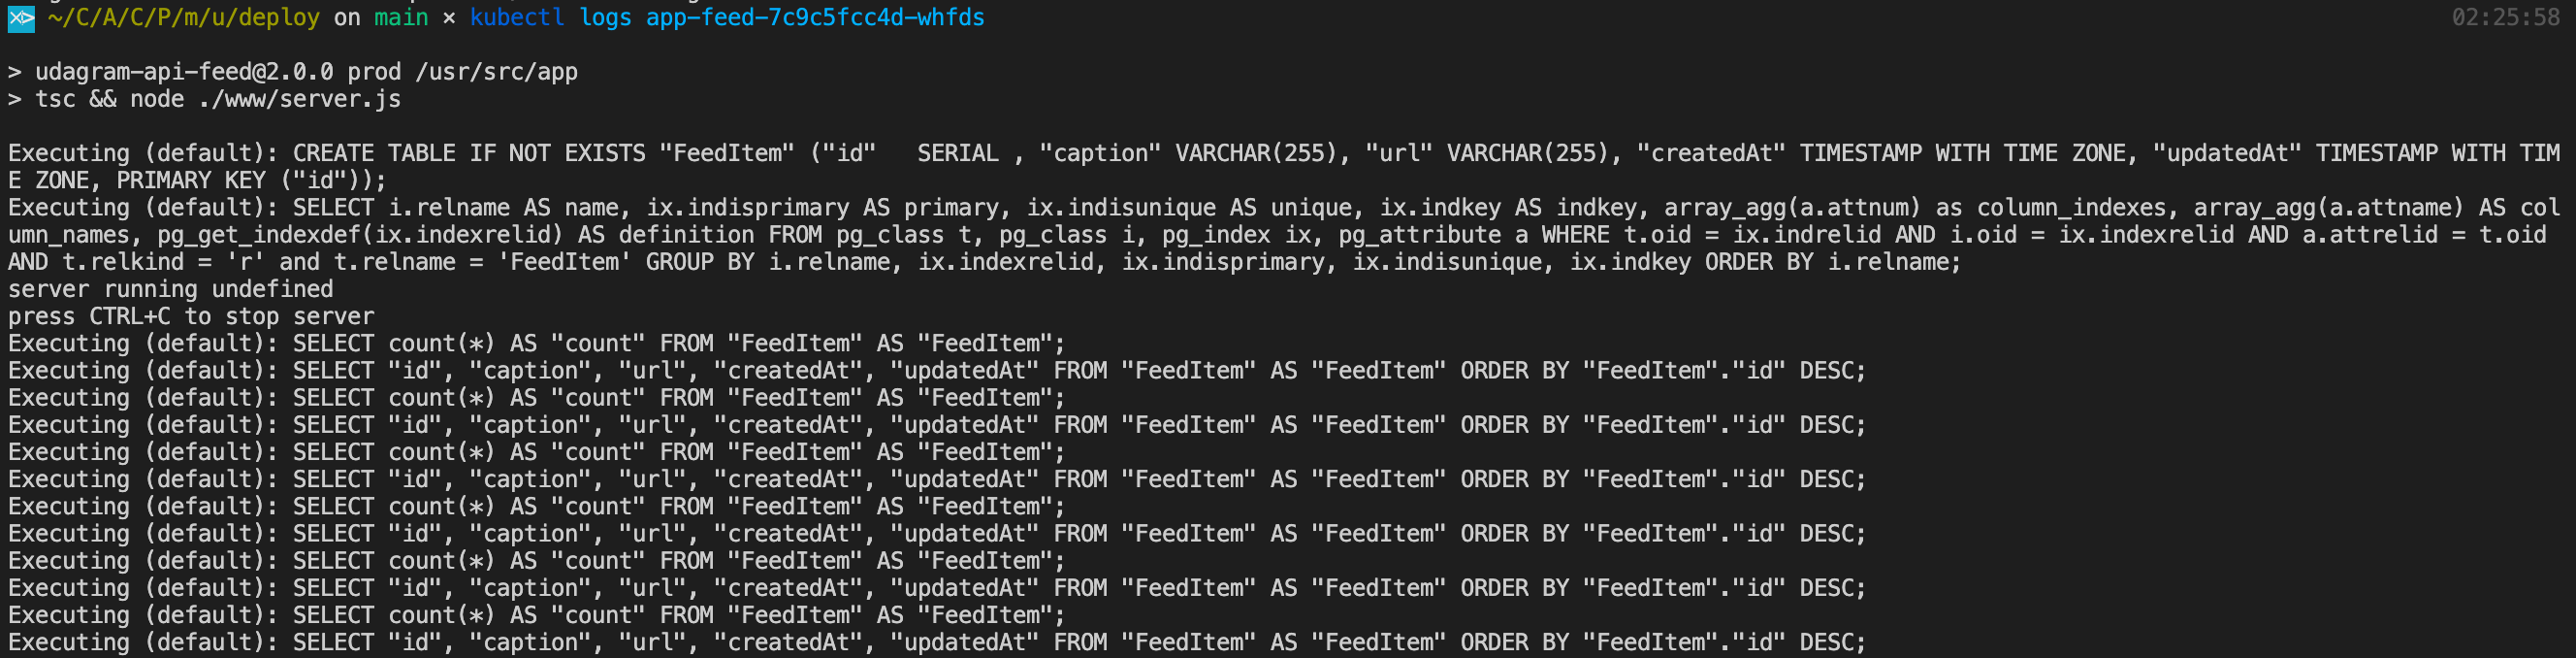 ~/C/A/C/P/m/u/deploy on main × kubectl logs app-feed-7c9c5fcc4d-whfds 02:25:58
> udagram-api-feed@2.0.0 prod /usr/src/app
> tsc && node ./www/server.js
Executing (default): CREATE TABLE IF NOT EXISTS "FeedItem" ("id"   SERIAL , "caption" VARCHAR(255), "url" VARCHAR(255), "createdAt" TIMESTAMP WITH TIME ZONE, "updatedAt" TIMESTAMP WITH TIM
E ZONE, PRIMARY KEY ("id"));
Executing (default): SELECT i.relname AS name, ix.indisprimary AS primary, ix.indisunique AS unique, ix.indkey AS indkey, array_agg(a.attnum) as column_indexes, array_agg(a.attname) AS col
umn_names, pg_get_indexdef(ix.indexrelid) AS definition FROM pg_class t, pg_class i, pg_index ix, pg_attribute a WHERE t.oid = ix.indrelid AND i.oid = ix.indexrelid AND a.attrelid = t.oid
AND t.relkind = 'r' and t.relname = 'FeedItem' GROUP BY i.relname, ix.indexrelid, ix.indisprimary, ix.indisunique, ix.indkey ORDER BY i.relname;
server running undefined
press CTRL+C to stop server
Executing (default): SELECT count(*) AS "count" FROM "FeedItem" AS "FeedItem";
Executing (default): SELECT "id", "caption", "url", "createdAt", "updatedAt" FROM "FeedItem" AS "FeedItem" ORDER BY "FeedItem"."id" DESC;
Executing (default): SELECT count(*) AS "count" FROM "FeedItem" AS "FeedItem";
Executing (default): SELECT "id", "caption", "url", "createdAt", "updatedAt" FROM "FeedItem" AS "FeedItem" ORDER BY "FeedItem"."id" DESC;
Executing (default): SELECT count(*) AS "count" FROM "FeedItem" AS "FeedItem";
Executing (default): SELECT "id", "caption", "url", "createdAt", "updatedAt" FROM "FeedItem" AS "FeedItem" ORDER BY "FeedItem"."id" DESC;
Executing (default): SELECT count(*) AS "count" FROM "FeedItem" AS "FeedItem";
Executing (default): SELECT "id", "caption", "url", "createdAt", "updatedAt" FROM "FeedItem" AS "FeedItem" ORDER BY "FeedItem"."id" DESC;
Executing (default): SELECT count(*) AS "count" FROM "FeedItem" AS "FeedItem";
Executing (default): SELECT "id", "caption", "url", "createdAt", "updatedAt" FROM "FeedItem" AS "FeedItem" ORDER BY "FeedItem"."id" DESC;
Executing (default): SELECT count(*) AS "count" FROM "FeedItem" AS "FeedItem";
Executing (default): SELECT "id", "caption", "url", "createdAt", "updatedAt" FROM "FeedItem" AS "FeedItem" ORDER BY "FeedItem"."id" DESC;